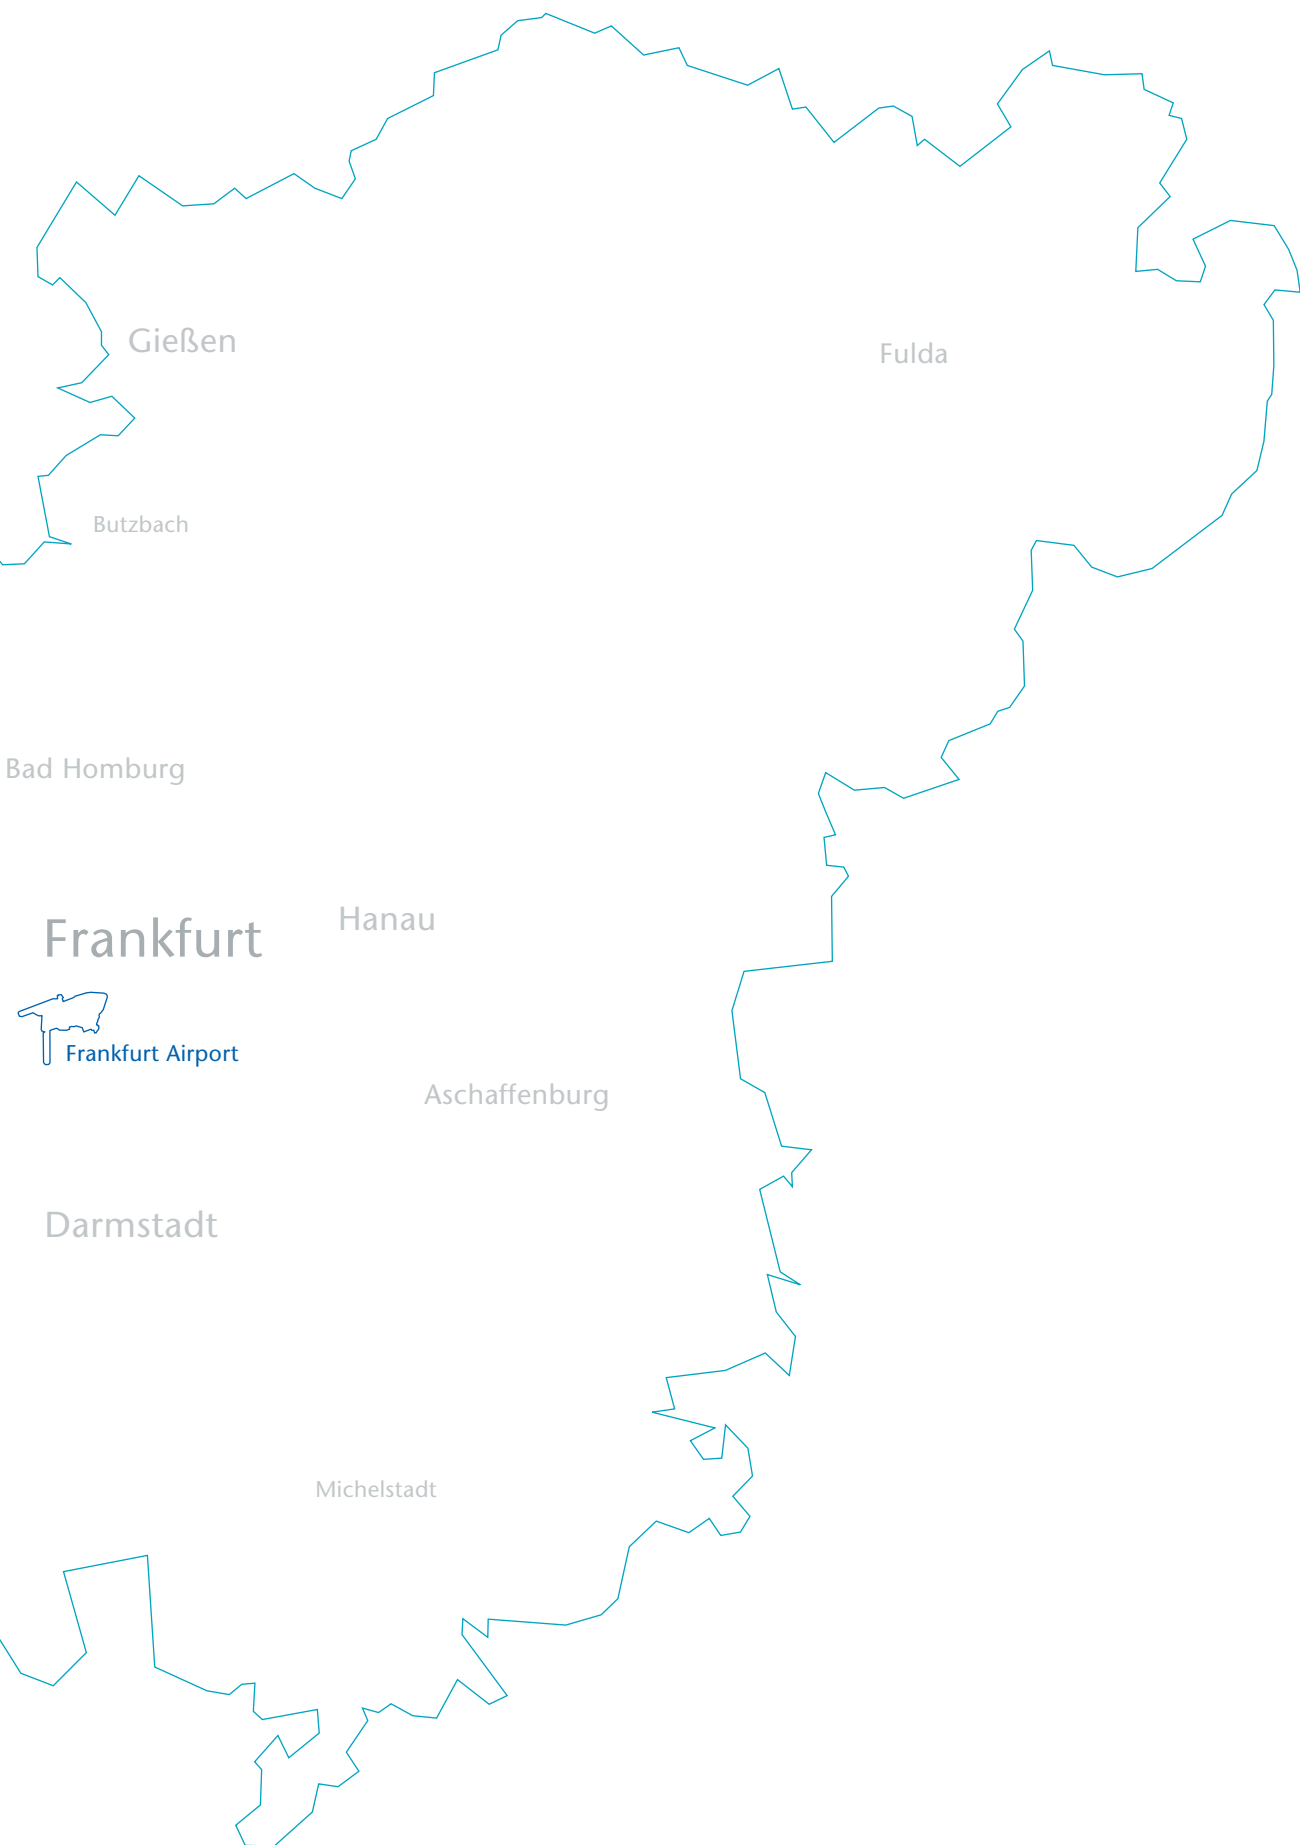 Gießen
Fulda
Butzbach
Bad Homburg
Frankfurt
Hanau
Frankfurt Airport
Aschaffenburg
Darmstadt
Michelstadt